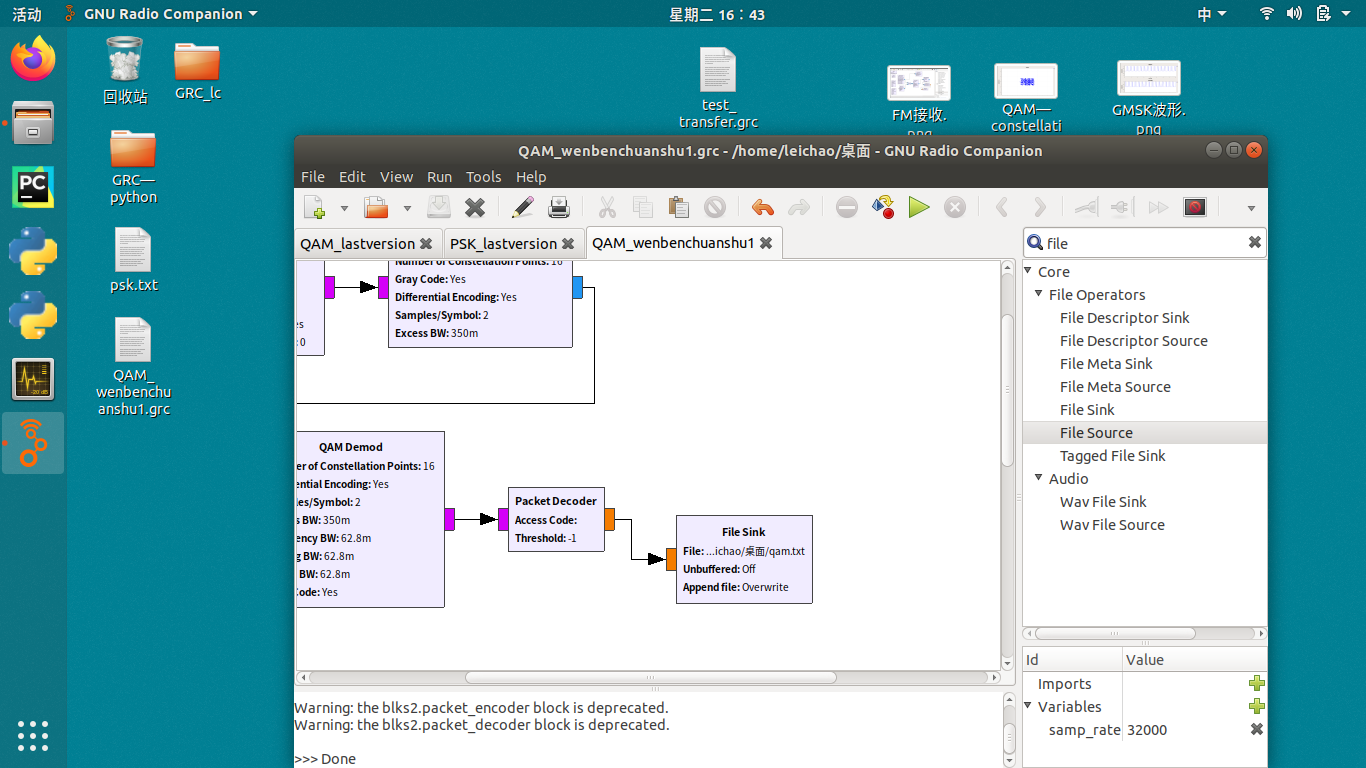 活动
GNU Radio Companion
星期二 16：43
中
回收站
GRC_lc
GRC—
python
psk.txt
QAM_
wenbenchu
anshu1.grc
test_
transfer.grc
FM接收.
png
QAM—
constellati
GMSK波形.
png
QAM_wenbenchuanshu1.grc - /home/leichao/桌面 - GNU Radio Companion
File Edit View Run Tools Help
QAM_lastversion
PSK_lastversion
QAM_wenbenchuanshu1
file
Number of Constellation Points: 16
Gray Code: Yes
Differential Encoding: Yes
Samples/Symbol: 2
Excess BW: 350m
es
: 0
QAM Demod
er of Constellation Points: 16
ential Encoding: Yes
les/Symbol: 2
s BW: 350m
ency BW: 62.8m
g BW: 62.8m
BW: 62.8m
Code: Yes
Packet Decoder
Access Code:
Threshold: -1
File Sink
File: ...ichao/桌面/qam.txt
Unbuffered: Off
Append file: Overwrite
Core
File Operators
File Descriptor Sink
File Descriptor Source
File Meta Sink
File Meta Source
File Sink
File Source
Tagged File Sink
Audio
Wav File Sink
Wav File Source
Id Value
Imports
Variables
samp_rate 32000
Warning: the blks2.packet_encoder block is deprecated.
Warning: the blks2.packet_decoder block is deprecated.
>>> Done
PC